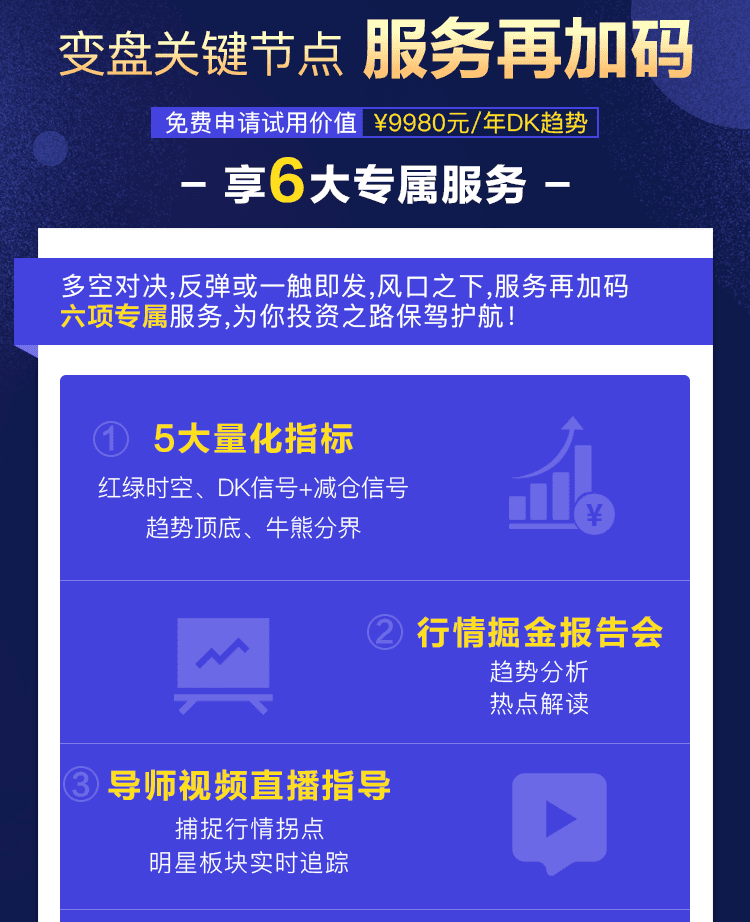 变盘关键节点 服务再加码
免费申请试用价值 ¥9980元/年DK趋势
– 享6大专属服务 –
多空对决,反弹或一触即发,风口之下,服务再加码
六项专属服务,为你投资之路保驾护航!
① 5大量化指标
红绿时空、DK信号+减仓信号
趋势顶底、牛熊分界
¥
② 行情掘金报告会
趋势分析
热点解读
③ 导师视频直播指导
捕捉行情拐点
明星板块实时追踪